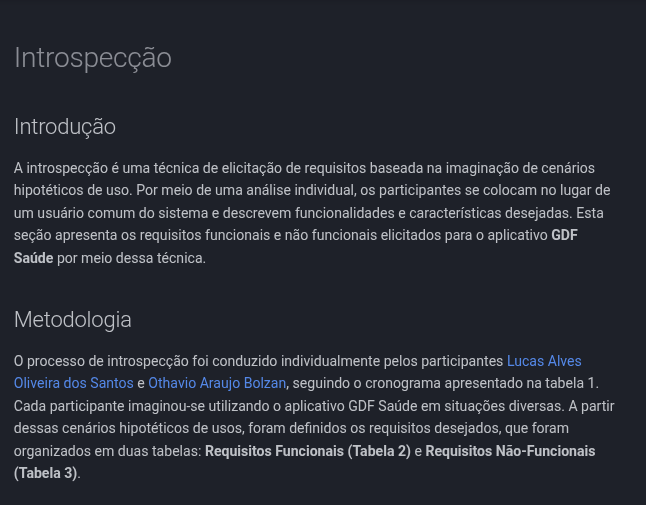 Introspecção
Introdução
A introspecção é uma técnica de elicitação de requisitos baseada na imaginação de cenários
hipotéticos de uso. Por meio de uma análise individual, os participantes se colocam no lugar de
um usuário comum do sistema e descrevem funcionalidades e características desejadas. Esta
seção apresenta os requisitos funcionais e não funcionais elicitados para o aplicativo GDF
Saúde por meio dessa técnica.
Metodologia
O processo de introspecção foi conduzido individualmente pelos participantes Lucas Alves
Oliveira dos Santos e Othavio Araujo Bolzan, seguindo o cronograma apresentado na tabela 1.
Cada participante imaginou-se utilizando o aplicativo GDF Saúde em situações diversas. A partir
dessas cenários hipotéticos de usos, foram definidos os requisitos desejados, que foram
organizados em duas tabelas: Requisitos Funcionais (Tabela 2) e Requisitos Não-Funcionais
(Tabela 3).